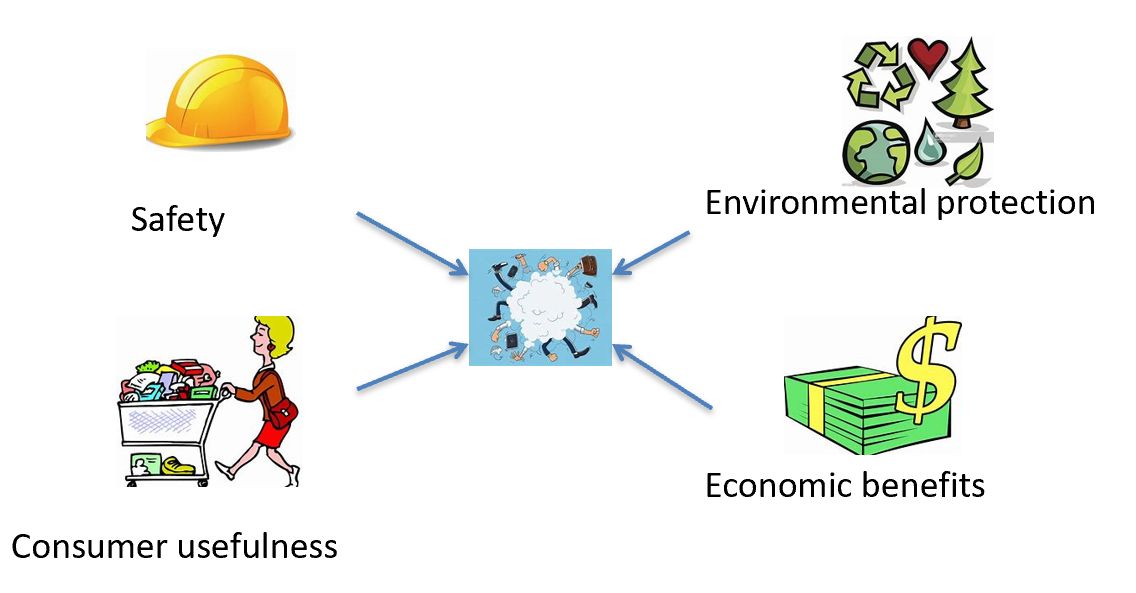 Safety
Environmental protection
Consumer usefulness
Economic benefits